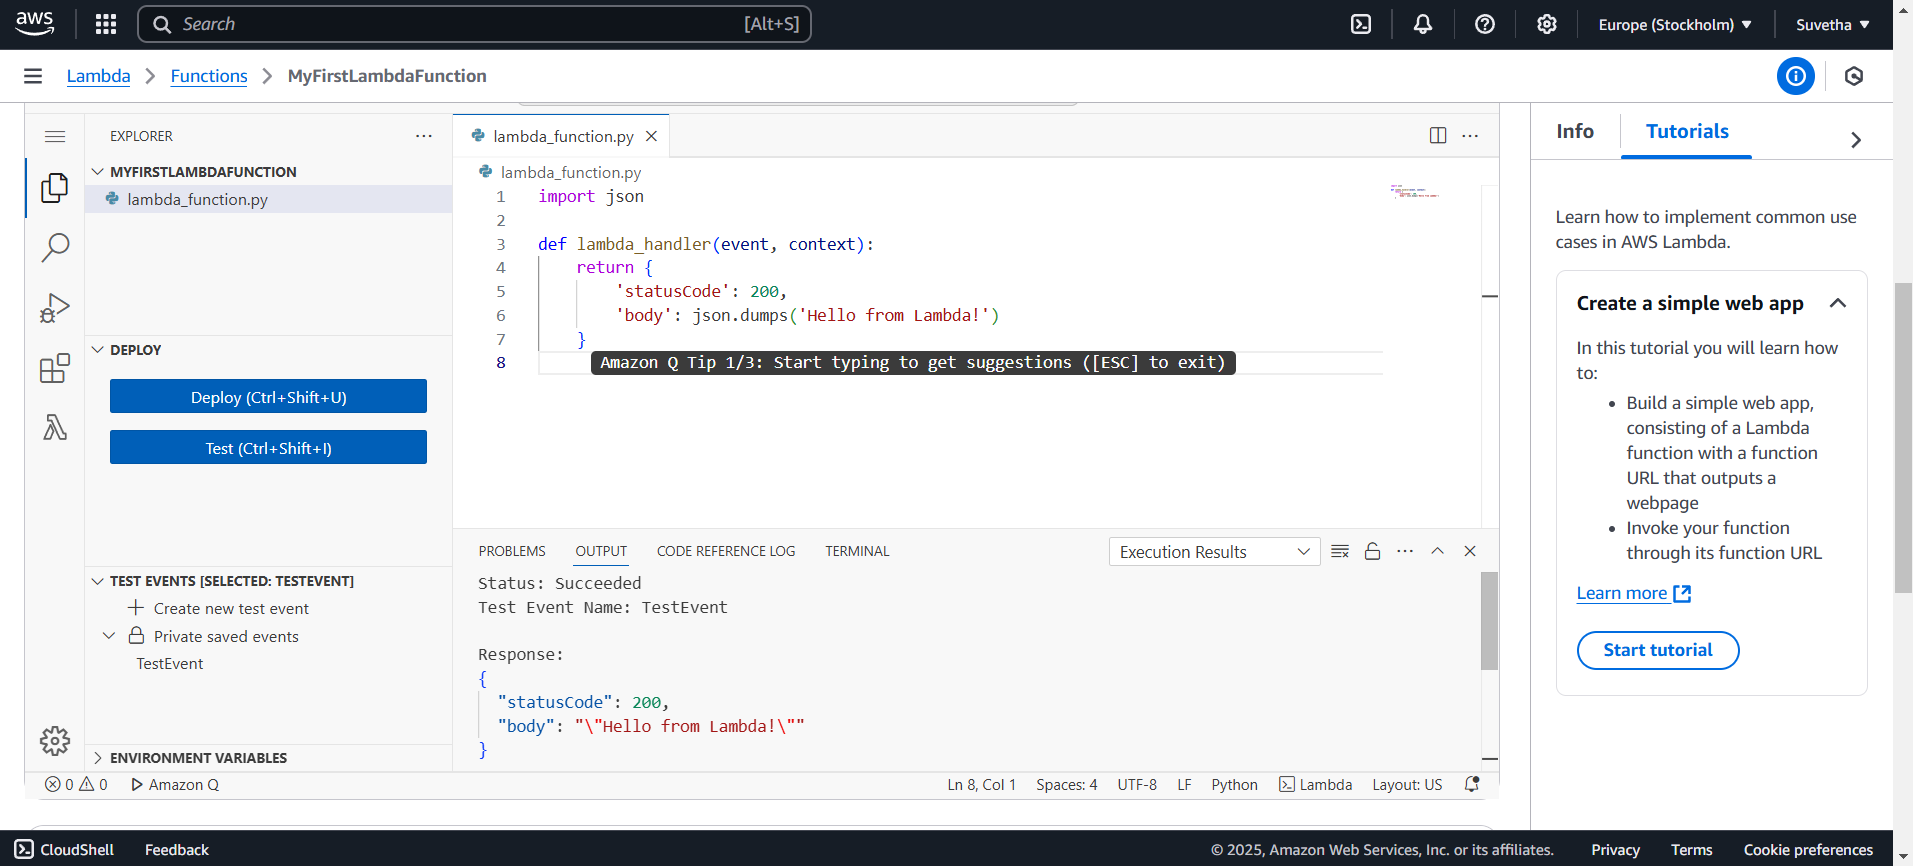 aws
Search
[Alt+S]
Europe (Stockholm)
Suvetha
Lambda
Functions
MyFirstLambdaFunction
EXPLORER
MYFIRSTLAMBDAFUNCTION
lambda_function.py
DEPLOY
Deploy (Ctrl+Shift+U)
Test (Ctrl+Shift+I)
TEST EVENTS [SELECTED: TESTEVENT]
Create new test event
Private saved events
TestEvent
ENVIRONMENT VARIABLES
lambda_function.py
lambda_function.py
1 import json
2
3 def lambda_handler(event, context):
4 return {
5 'statusCode': 200,
6 'body': json.dumps('Hello from Lambda!')
7 }
8 Amazon Q Tip 1/3: Start typing to get suggestions ([ESC] to exit)
PROBLEMS
OUTPUT
CODE REFERENCE LOG
TERMINAL
Execution Results
Status: Succeeded
Test Event Name: TestEvent
Response:
{
"statusCode": 200,
"body": "\"Hello from Lambda!\""
}
0 0
Amazon Q
Ln 8, Col 1
Spaces: 4
UTF-8
LF
Python
Lambda
Layout: US
Info
Tutorials
Learn how to implement common use
cases in AWS Lambda.
Create a simple web app
In this tutorial you will learn how
to:
• Build a simple web app,
consisting of a Lambda
function with a function
URL that outputs a
webpage
• Invoke your function
through its function URL
Learn more
Start tutorial
CloudShell
Feedback
© 2025, Amazon Web Services, Inc. or its affiliates.
Privacy
Terms
Cookie preferences